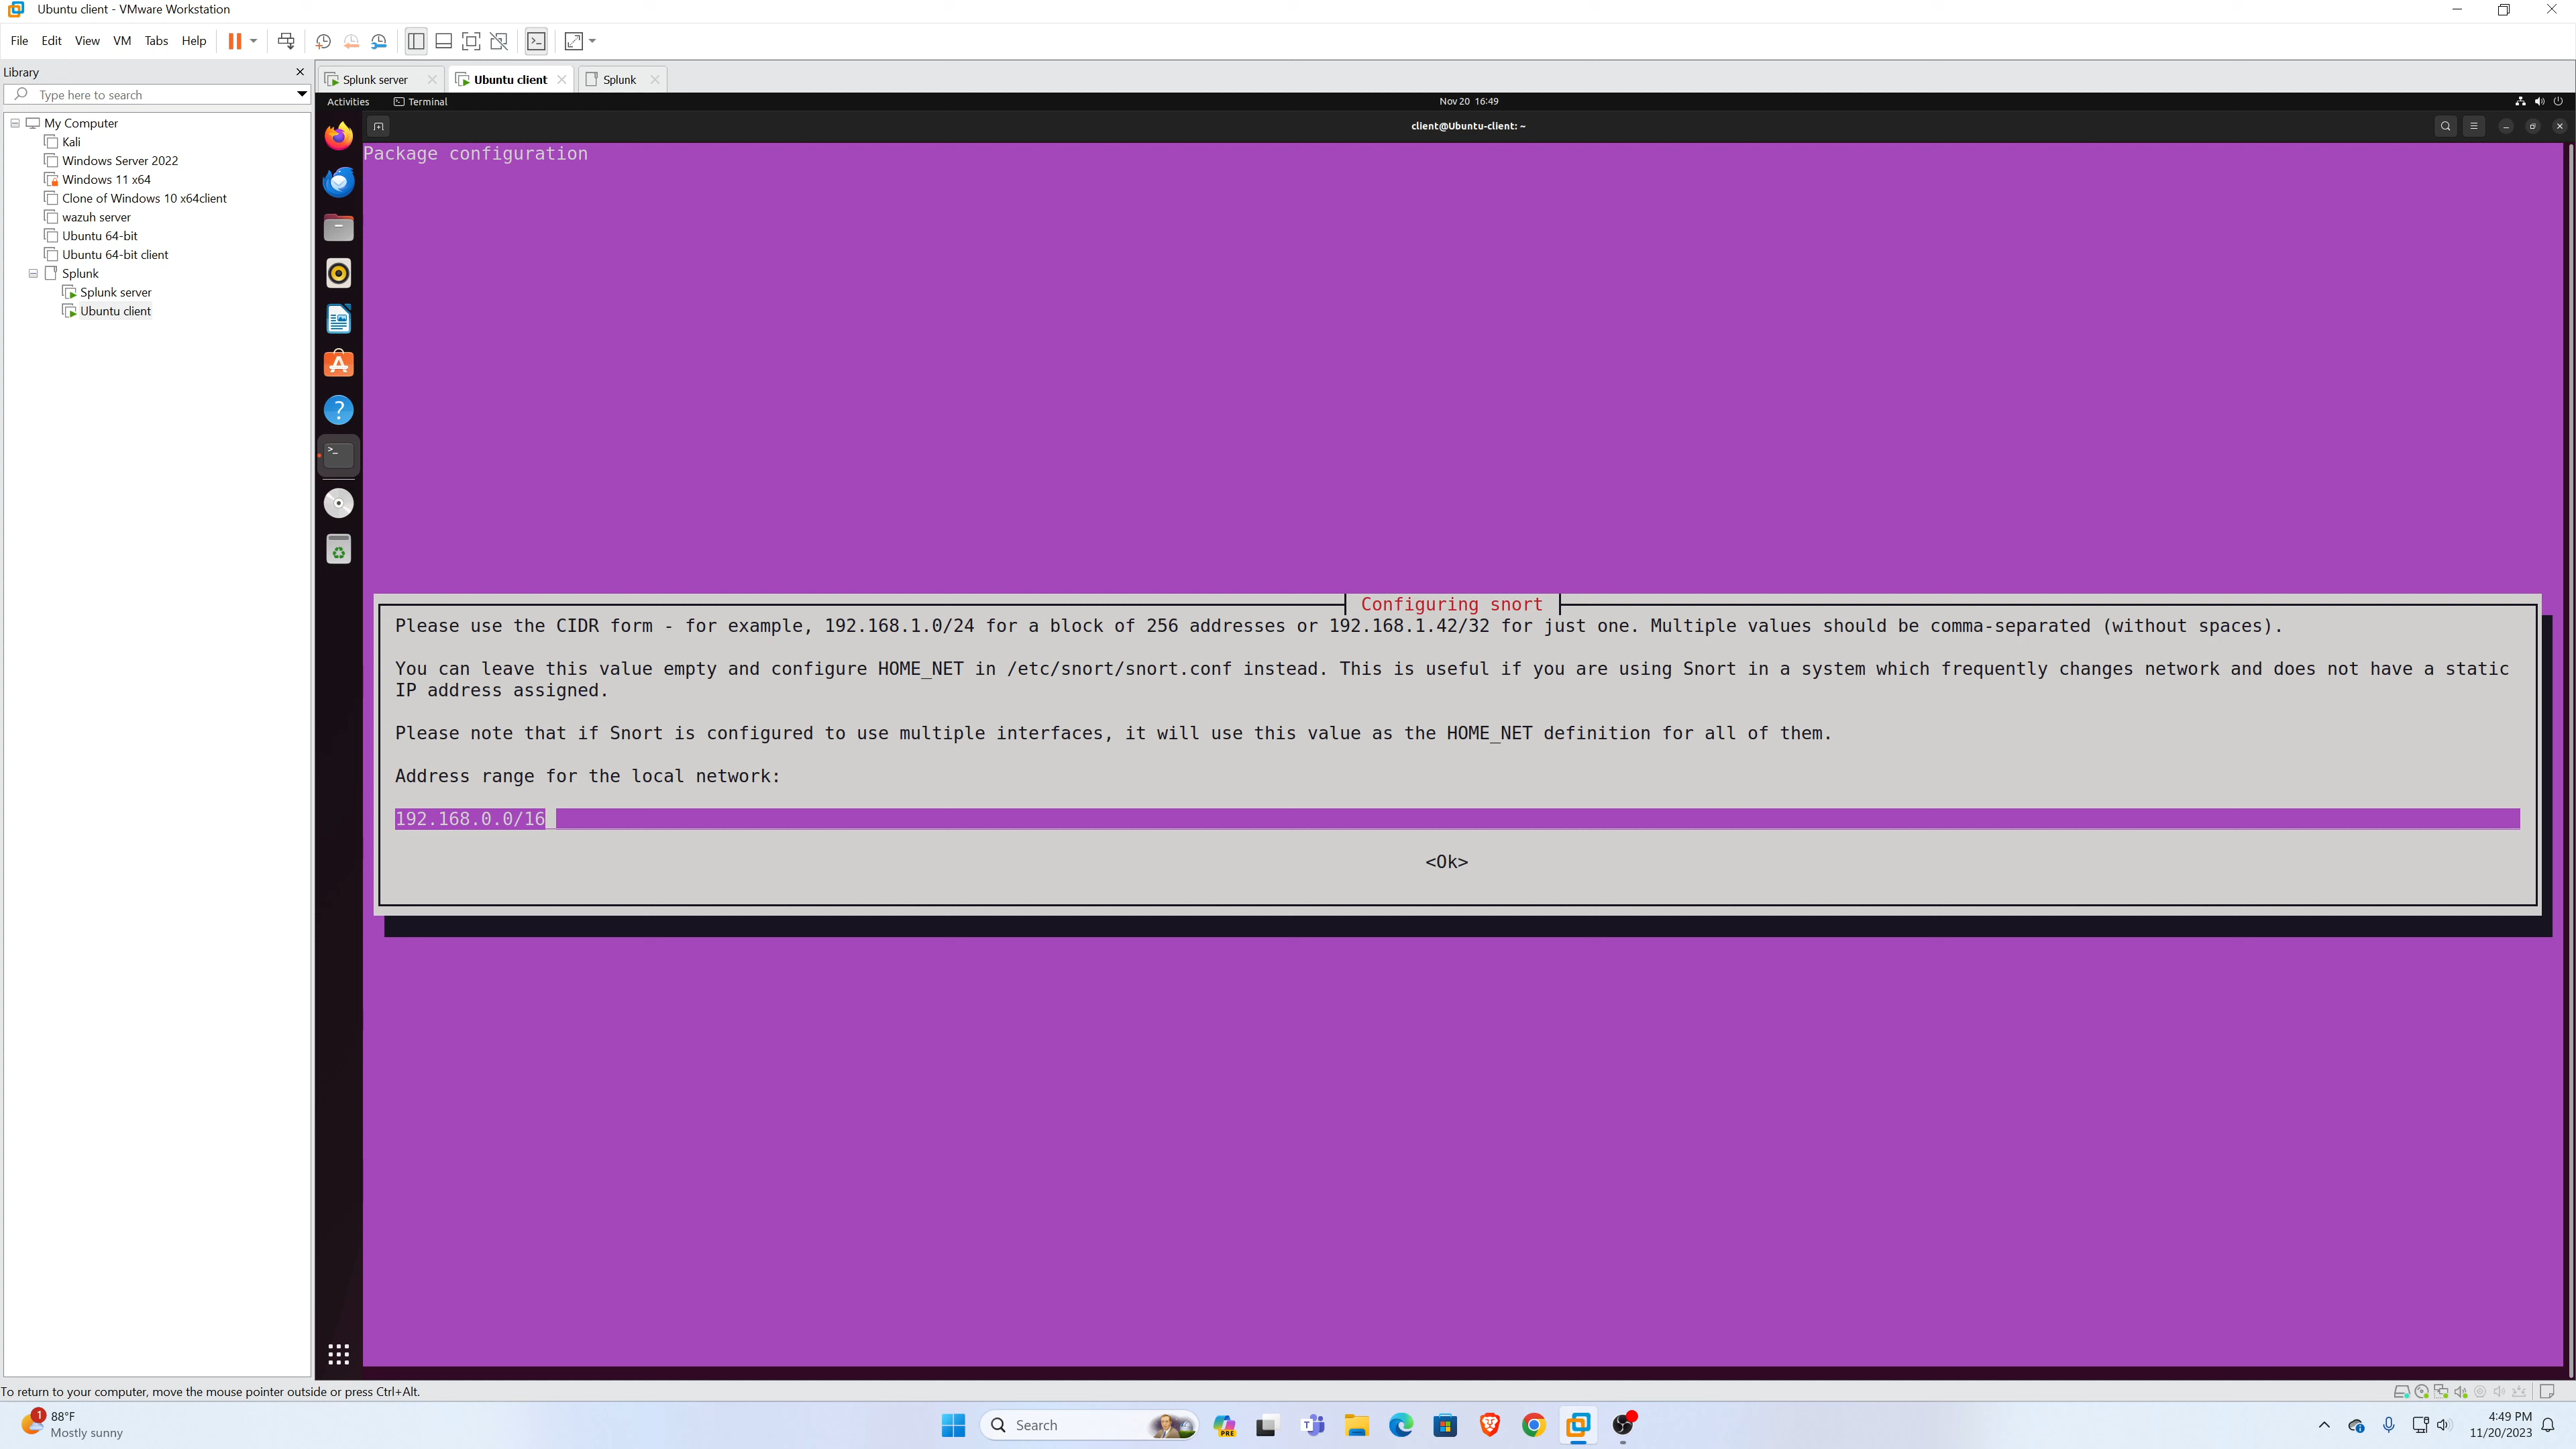 Ubuntu client - VMware Workstation
File Edit View VM Tabs Help
Library
Type here to search
My Computer
Kali
Windows Server 2022
Windows 11 x64
Clone of Windows 10 x64client
wazuh server
Ubuntu 64-bit
Ubuntu 64-bit client
Splunk
Splunk server
Ubuntu client
Splunk server Ubuntu client Splunk
Activities Terminal Nov 20 16:49
client@Ubuntu-client: ~
Package configuration
Configuring snort
Please use the CIDR form - for example, 192.168.1.0/24 for a block of 256 addresses or 192.168.1.42/32 for just one. Multiple values should be comma-separated (without spaces).
You can leave this value empty and configure HOME_NET in /etc/snort/snort.conf instead. This is useful if you are using Snort in a system which frequently changes network and does not have a static
IP address assigned.
Please note that if Snort is configured to use multiple interfaces, it will use this value as the HOME_NET definition for all of them.
Address range for the local network:
192.168.0.0/16
<Ok>
To return to your computer, move the mouse pointer outside or press Ctrl+Alt.
1
88°F
Mostly sunny
Search
PRE
4:49 PM
11/20/2023